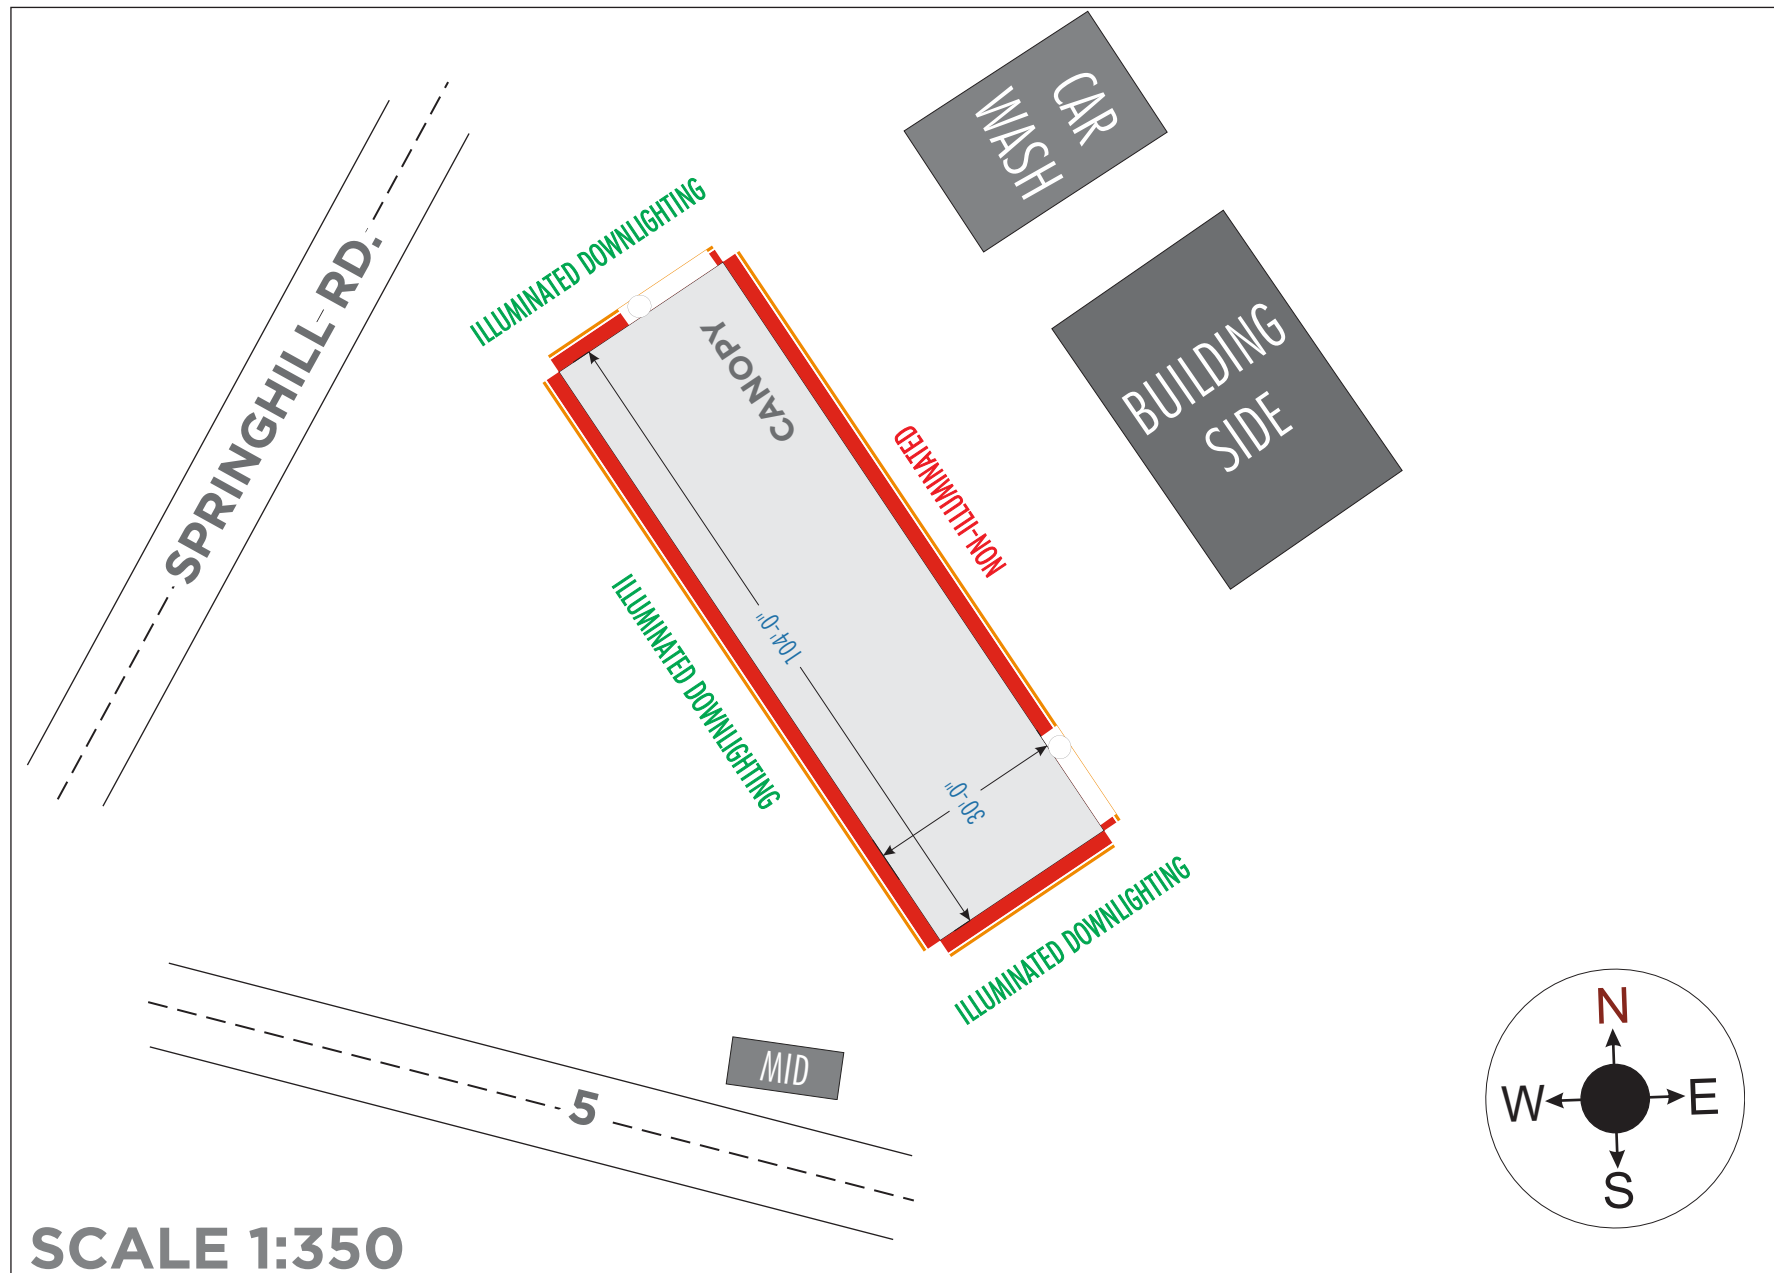 CAR
WASH
ILLUMINATED DOWNLIGHTING
SPRINGHILL RD.
CANOPY
BUILDING
SIDE
NON-ILLUMINATED
104'-0"
ILLUMINATED DOWNLIGHTING
30'-0"
ILLUMINATED DOWNLIGHTING
MID
5
N
W E
S
SCALE 1:350